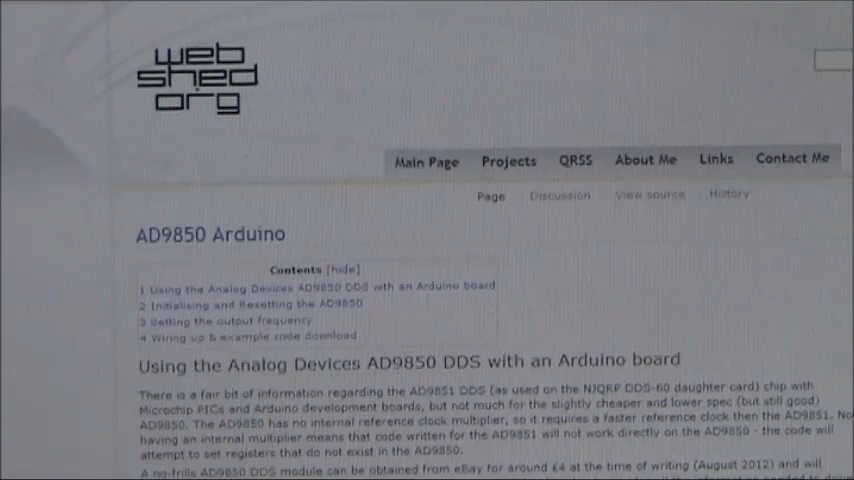 web
shed
.org
Main Page Projects QRSS About Me Links Contact Me
Page Discussion View source History
AD9850 Arduino
Contents [hide]
1 Using the Analog Devices AD9850 DDS wth an Arduino board
2 Initialising and Resetting the AD9850
3 Setting the output frequency
4 Wiring up & example code download
Using the Analog Devices AD9850 DDS with an Arduino board
There is a fair bit of information regarding the AD9851 DDS (as used on the NJQRP DDS-60 daughter card) chip with
Microchip PICs and Arduino development boards, but not much for the slightly cheaper and lower spec (but still good)
AD9850. The AD9850 has no internal reference clock multiplier, so it requires a faster reference clock then the AD9851. No
having an internal multiplier means that code written for the AD9851 will not work directly on the AD9850 - the code will
attempt to set registers that do not exist in the AD9850.
A no-frills AD9850 DDS module can be obtained from eBay for around £4 at the time of writing (August 2012) and will